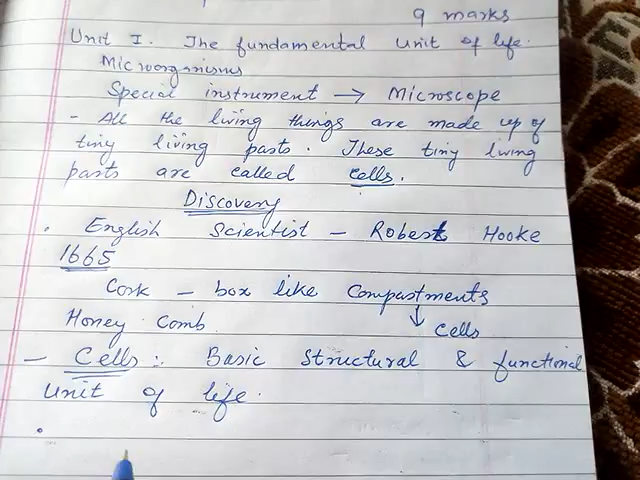 9 marks
Unit I. The fundamental unit of life.
Microorganisms
Special instrument → Microscope
- All the living things are made up of
tiny living parts. These tiny living
parts are called cells.
Discovery
. English Scientist - Robert Hooke
1665
Cork - box like Compartments
↓ Cells
Honey Comb
- Cells :- Basic Structural & functional
Unit of life.
.